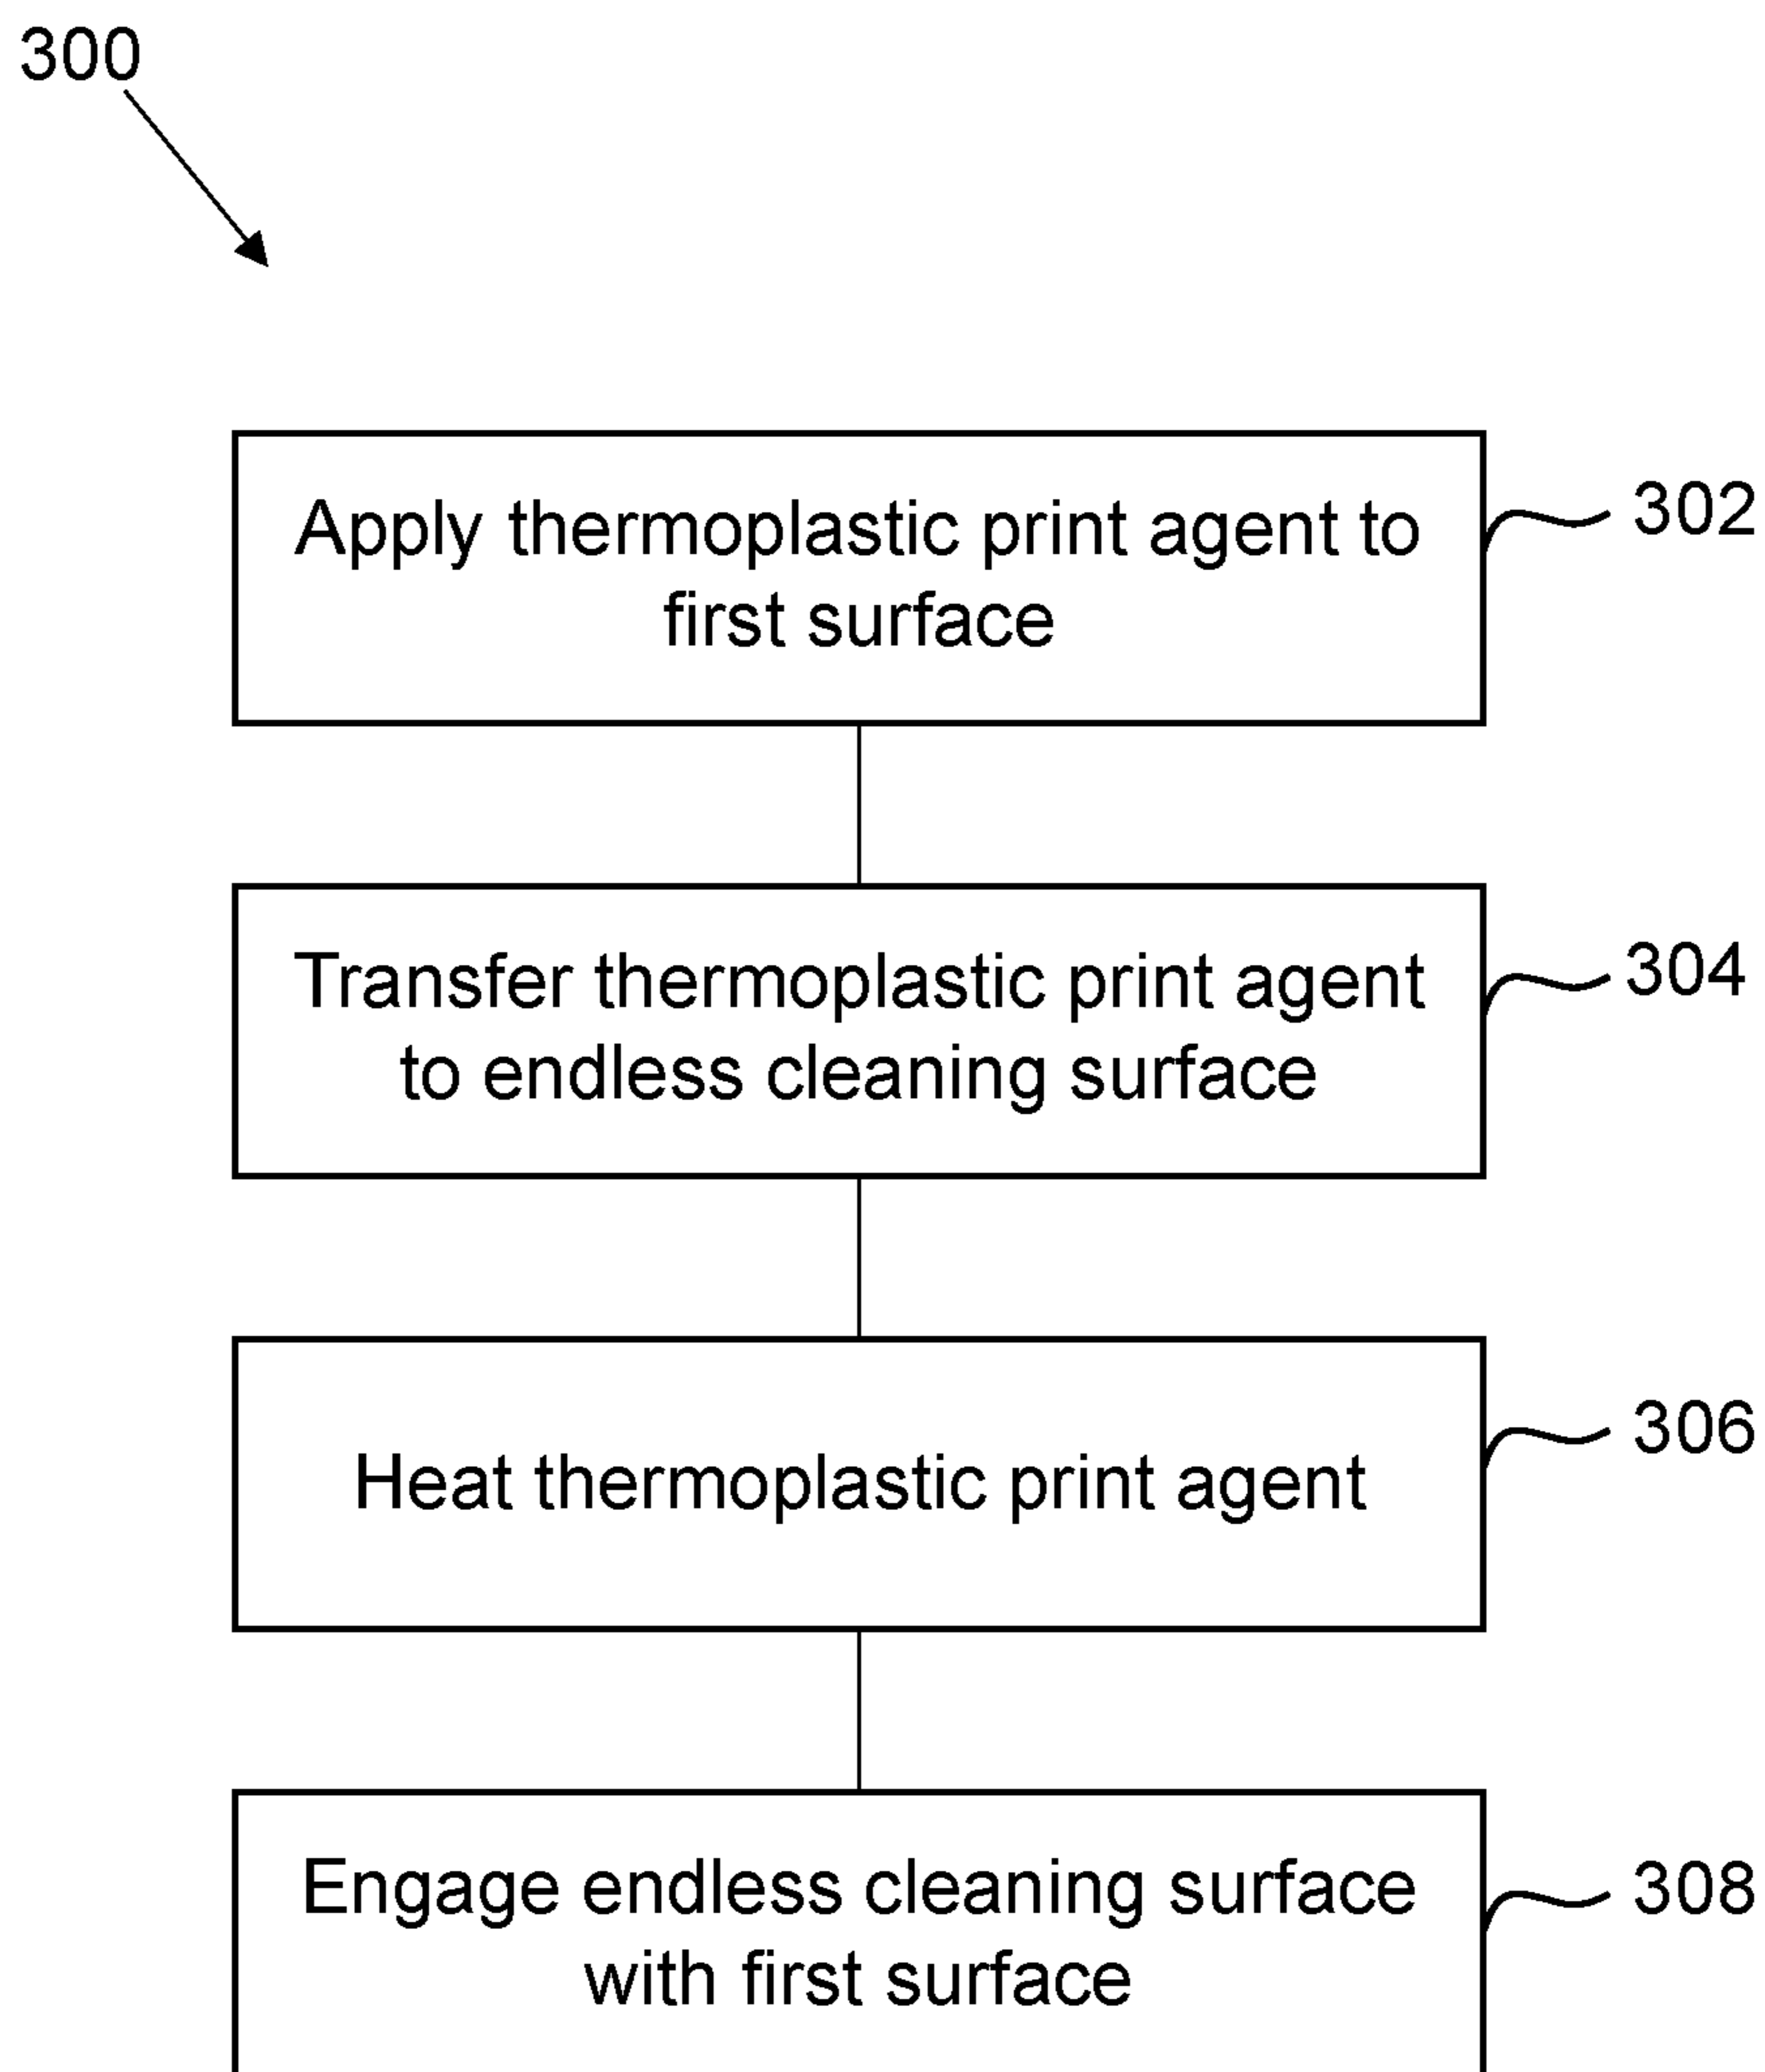 300
Apply thermoplastic print agent to
first surface
302
Transfer thermoplastic print agent
to endless cleaning surface
304
Heat thermoplastic print agent
306
Engage endless cleaning surface
with first surface
308